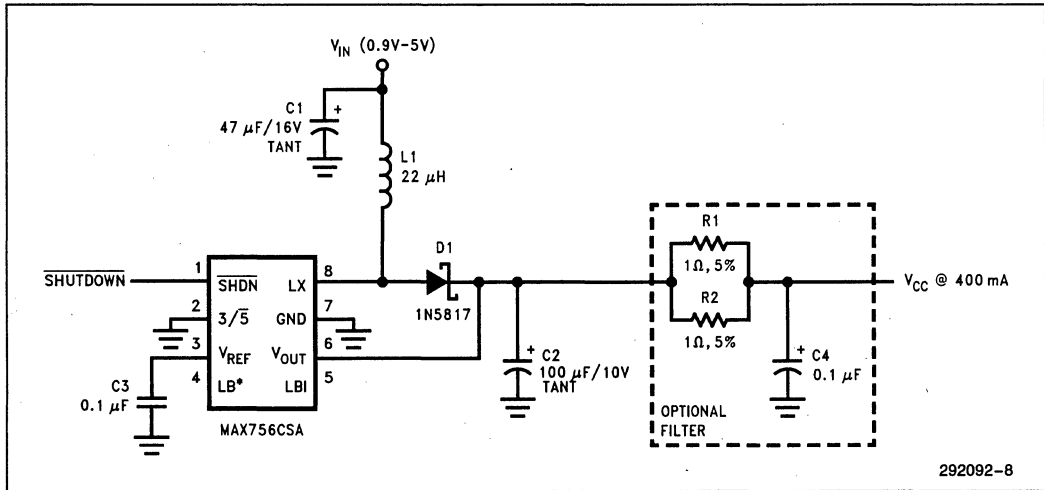 V_IN (0.9V-5V)
C1
+
47 µF/16V
TANT
L1
22 µH
R1
1Ω, 5%
R2
1Ω, 5%
D1
1N5817
S̅H̅U̅T̅D̅O̅W̅N̅
1
S̅H̅D̅N̅
LX
8
2
3/5̅
GND
7
3
V_REF
V_OUT
6
4
LB*
LBI
5
MAX756CSA
C3
0.1 µF
+
C2
100 µF/10V
TANT
+
C4
0.1 µF
V_CC @ 400 mA
OPTIONAL
FILTER
292092-8